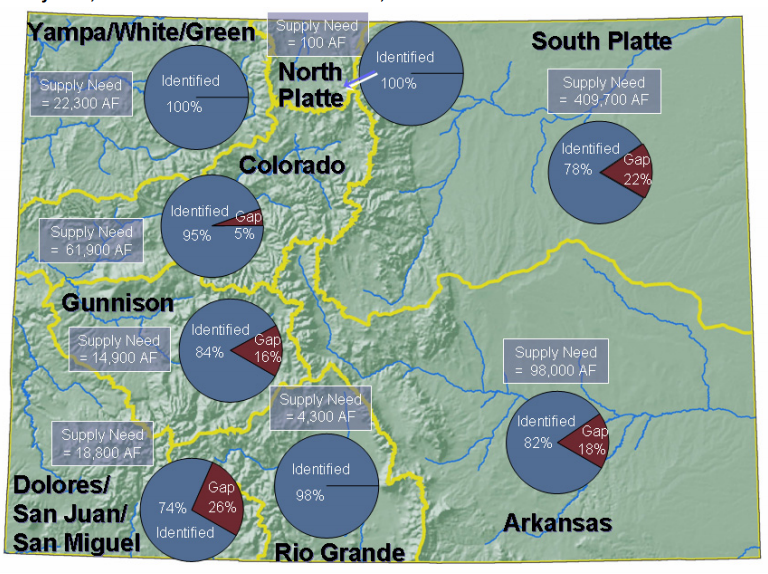 Yampa/White/Green
Supply Need
= 100 AF
South Platte
North
Platte
Identified
100%
Supply Need
= 22,300 AF
Identified
100%
Supply Need
= 409,700 AF
Identified
78%
Gap
22%
Colorado
Identified
95%
Gap
5%
Supply Need
= 61,900 AF
Gunnison
Supply Need
= 14,900 AF
Identified
84%
Gap
16%
Supply Need
= 98,000 AF
Identified
82%
Gap
18%
Supply Need
= 4,300 AF
Supply Need
= 18,800 AF
Identified
98%
Dolores/
San Juan/
San Miguel
74%
Identified
Gap
26%
Rio Grande
Arkansas